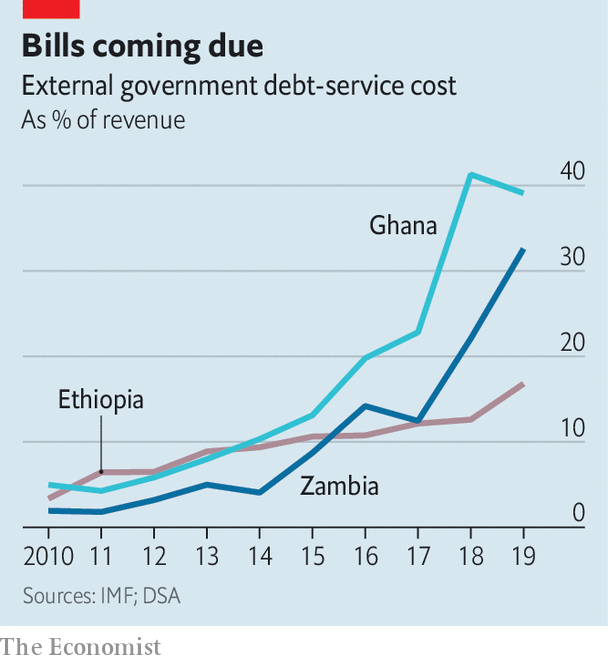 Bills coming due
External government debt-service cost
As % of revenue
40
Ghana
30
20
Ethiopia
10
Zambia
0
2010 11 12 13 14 15 16 17 18 19
Sources: IMF; DSA
The Economist